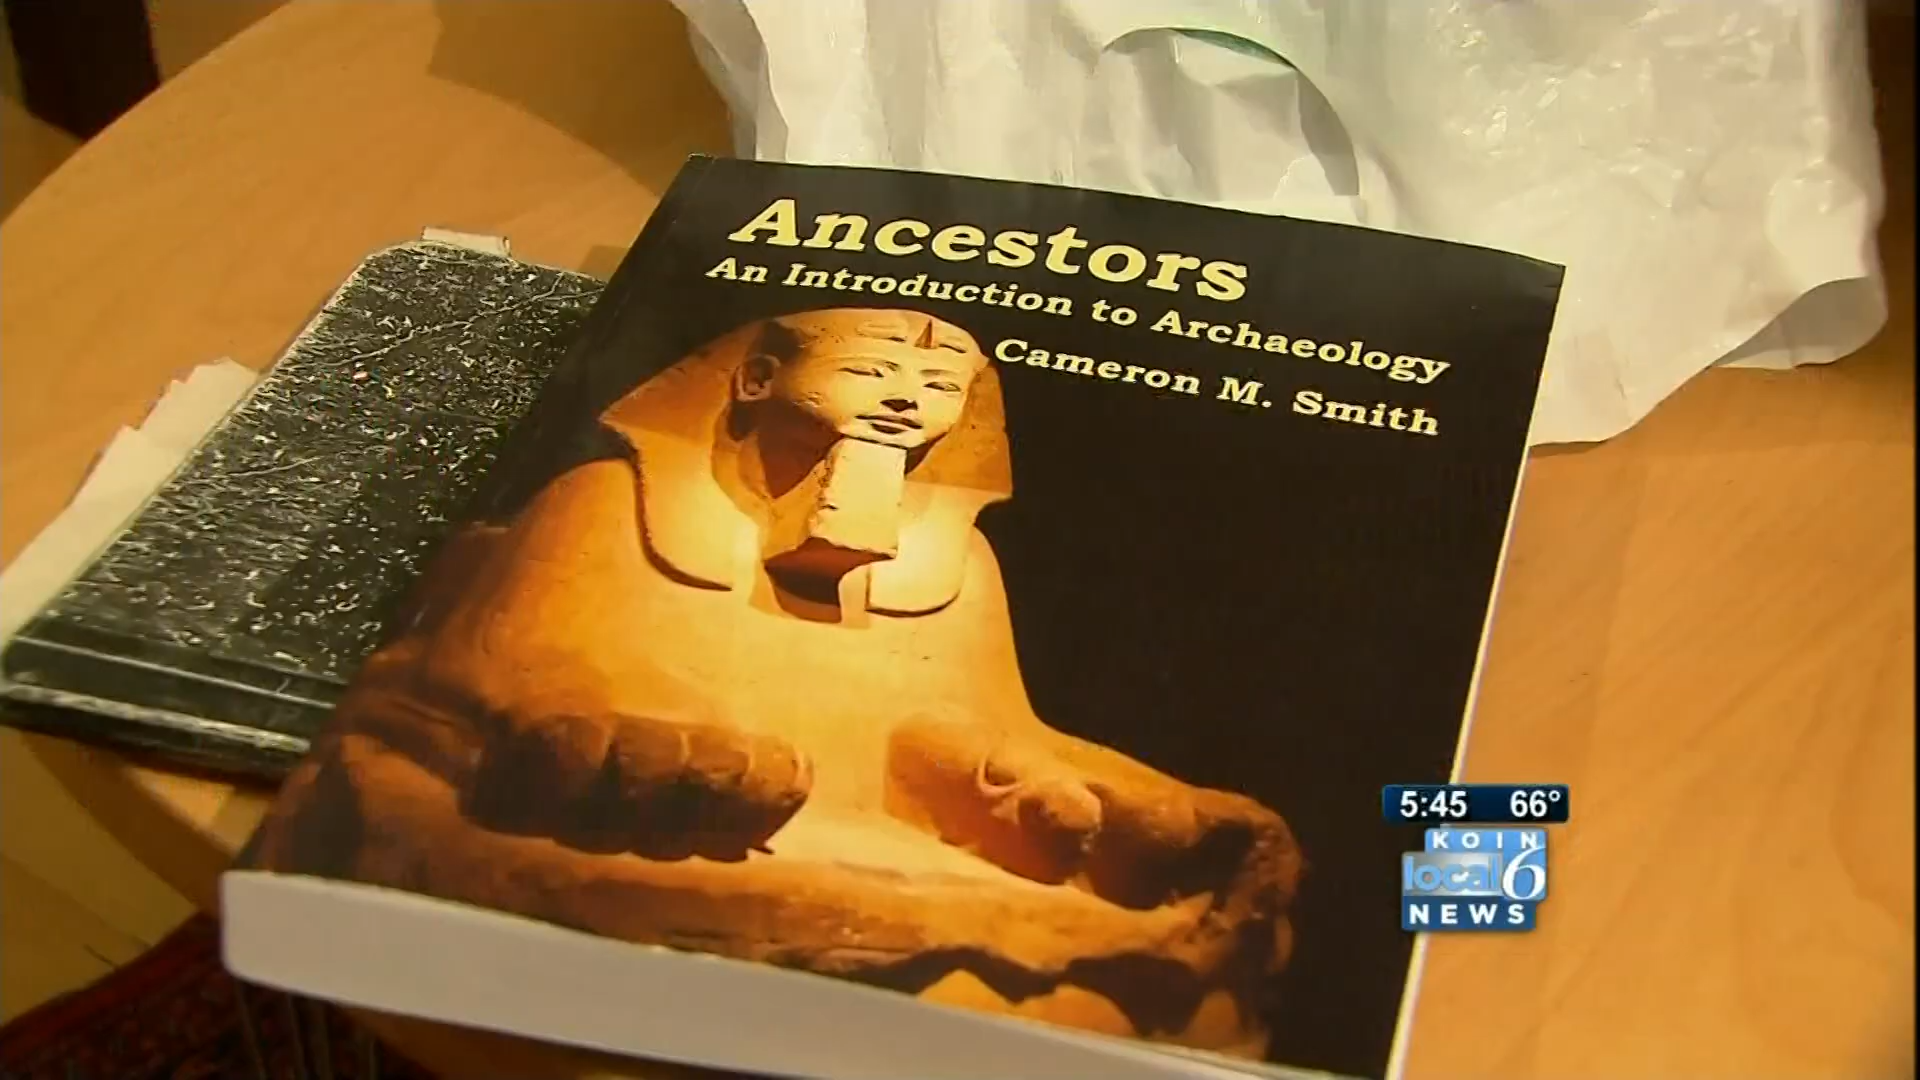 Ancestors
An Introduction to Archaeology
Cameron M. Smith
5:45 66°
KOIN
local 6
NEWS